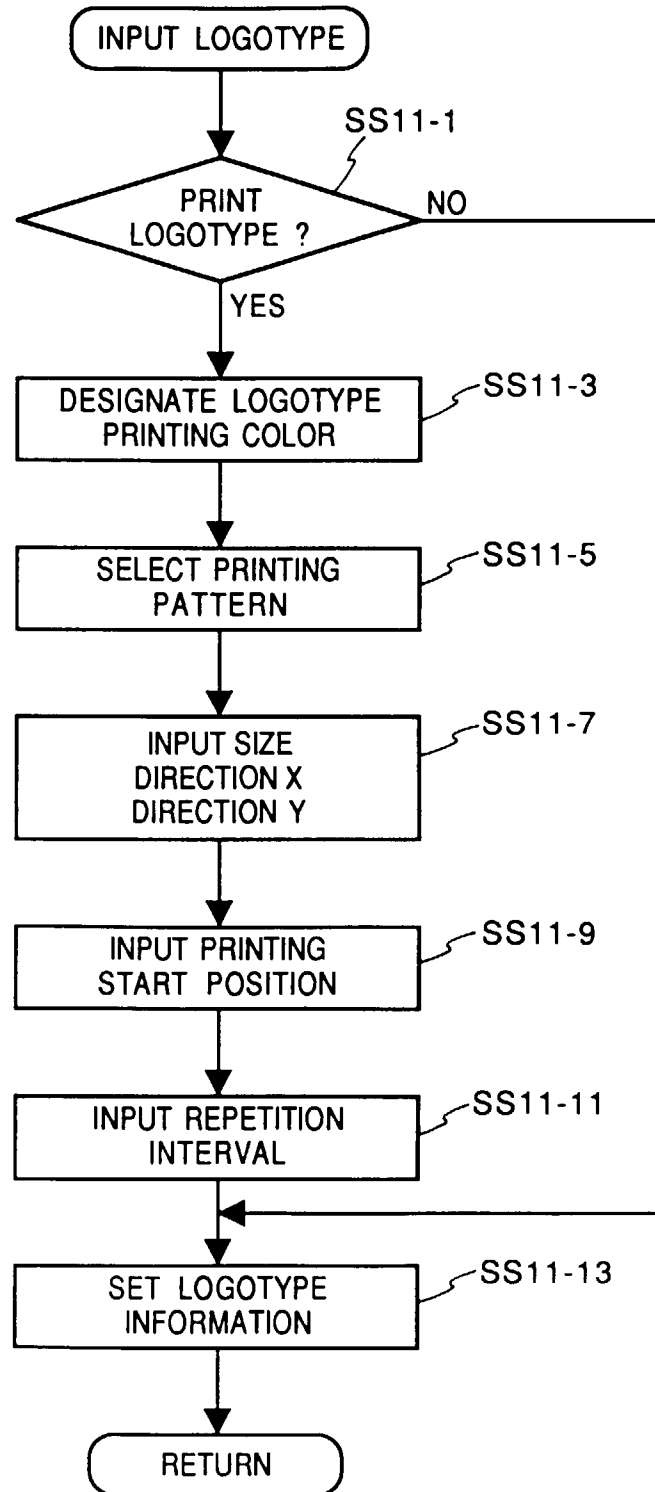 INPUT LOGOTYPE
SS11-1
PRINT
LOGOTYPE ?
NO
YES
DESIGNATE LOGOTYPE
PRINTING COLOR
SS11-3
SELECT PRINTING
PATTERN
SS11-5
INPUT SIZE
DIRECTION X
DIRECTION Y
SS11-7
INPUT PRINTING
START POSITION
SS11-9
INPUT REPETITION
INTERVAL
SS11-11
SET LOGOTYPE
INFORMATION
SS11-13
RETURN